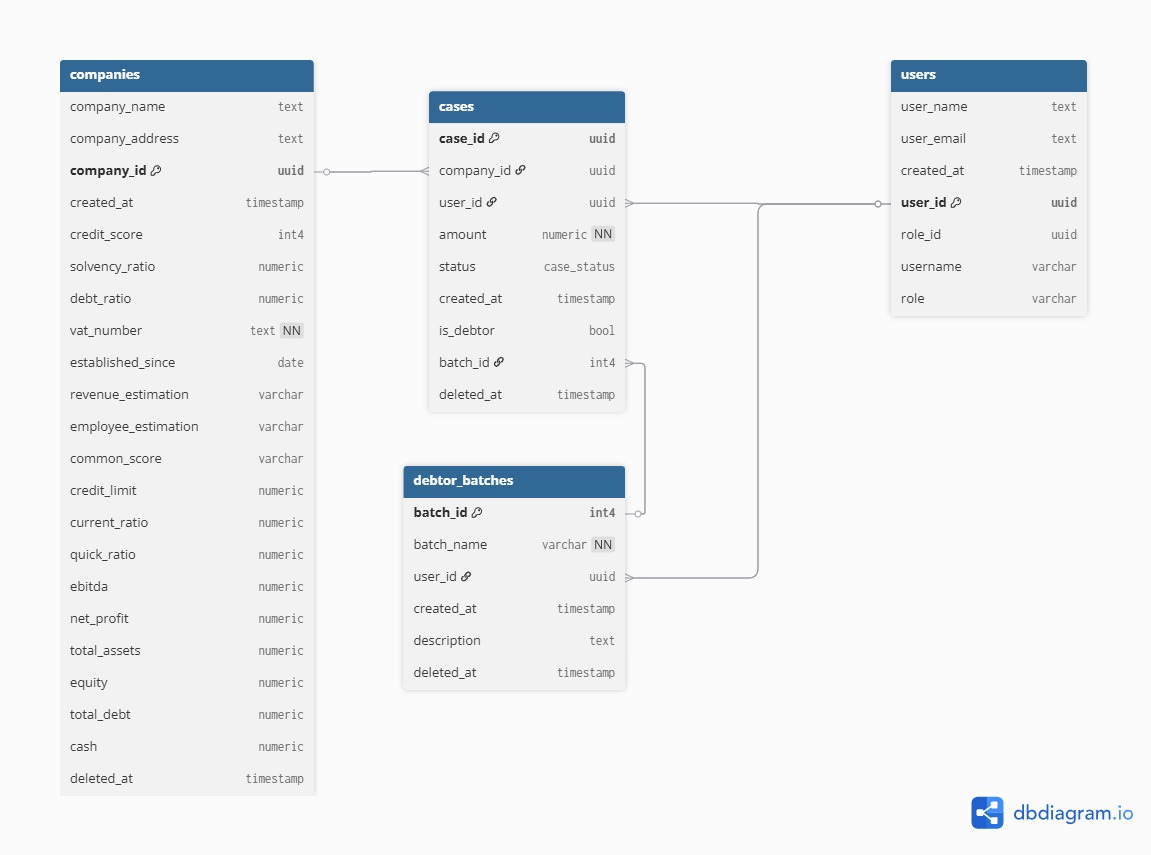 companies
company_name text
company_address text
company_id uuid
created_at timestamp
credit_score int4
solvency_ratio numeric
debt_ratio numeric
vat_number text NN
established_since date
revenue_estimation varchar
employee_estimation varchar
common_score varchar
credit_limit numeric
current_ratio numeric
quick_ratio numeric
ebitda numeric
net_profit numeric
total_assets numeric
equity numeric
total_debt numeric
cash numeric
deleted_at timestamp
cases
case_id uuid
company_id uuid
user_id uuid
amount numeric NN
status case_status
created_at timestamp
is_debtor bool
batch_id int4
deleted_at timestamp
debtor_batches
batch_id int4
batch_name varchar NN
user_id uuid
created_at timestamp
description text
deleted_at timestamp
users
user_name text
user_email text
created_at timestamp
user_id uuid
role_id uuid
username varchar
role varchar
dbdiagram.io